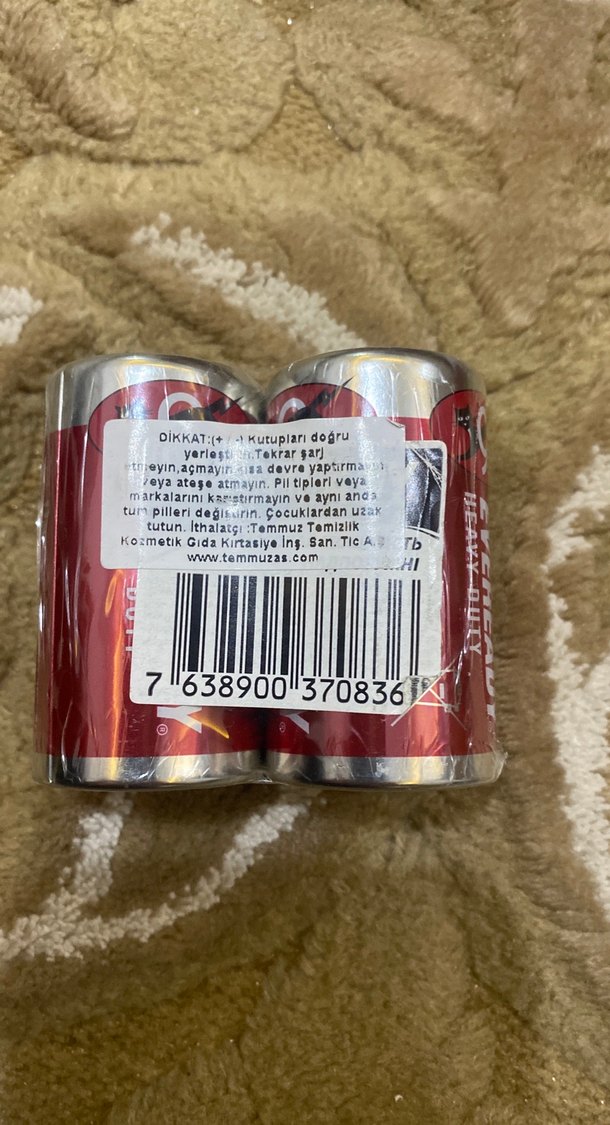 DİKKAT:(+ / -) Kutupları doğru
Tekrar şarj
etmeyin,açmayın,kısa devre yaptırmayın
veya ateşe atmayın. Pil tipleri veya
markalarını karıştırmayın ve aynı anda
tüm pilleri değiştirin. Çocuklardan uzak
tutun. İthalatçı :Temmuz Temizlik
Kozmetik Gıda Kırtasiye İnş. San. Tic A.Ş
www.temmuzas.com
7 638900 370836
EVEREADY
HEAVY DUTY
DUTY
Y ®